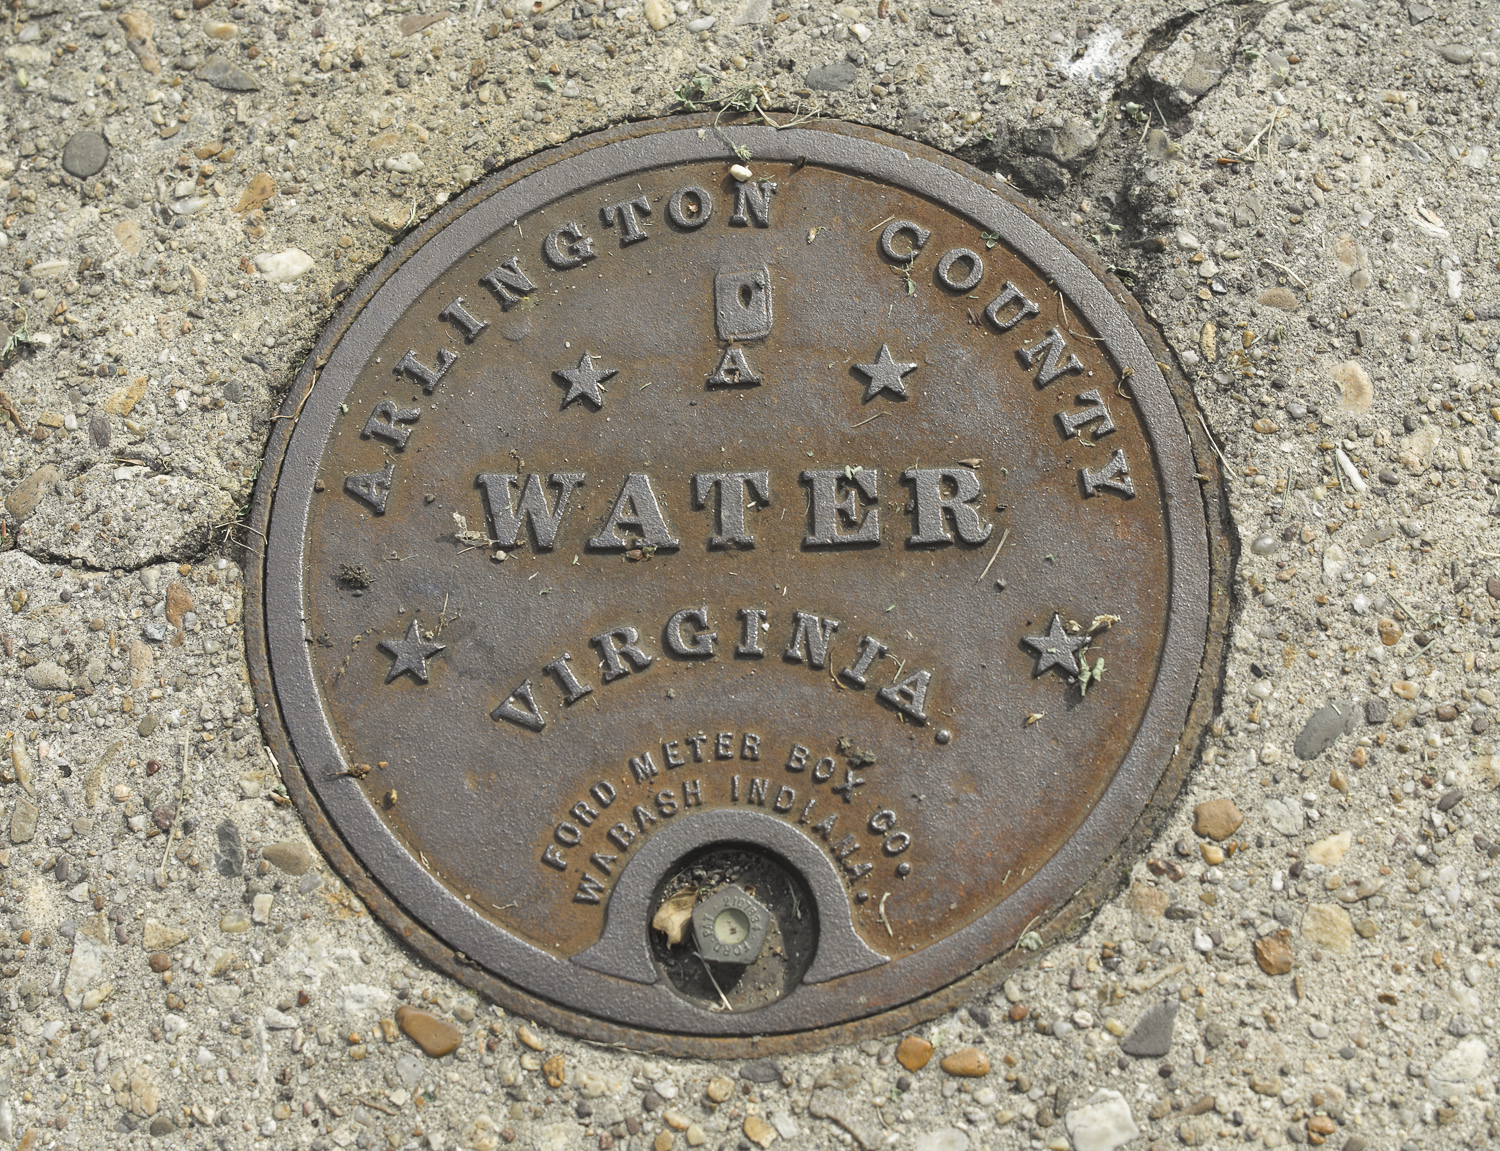 ARLINGTON COUNTY
A
WATER
VIRGINIA.
FORD METER BOX CO.
WABASH INDIANA.